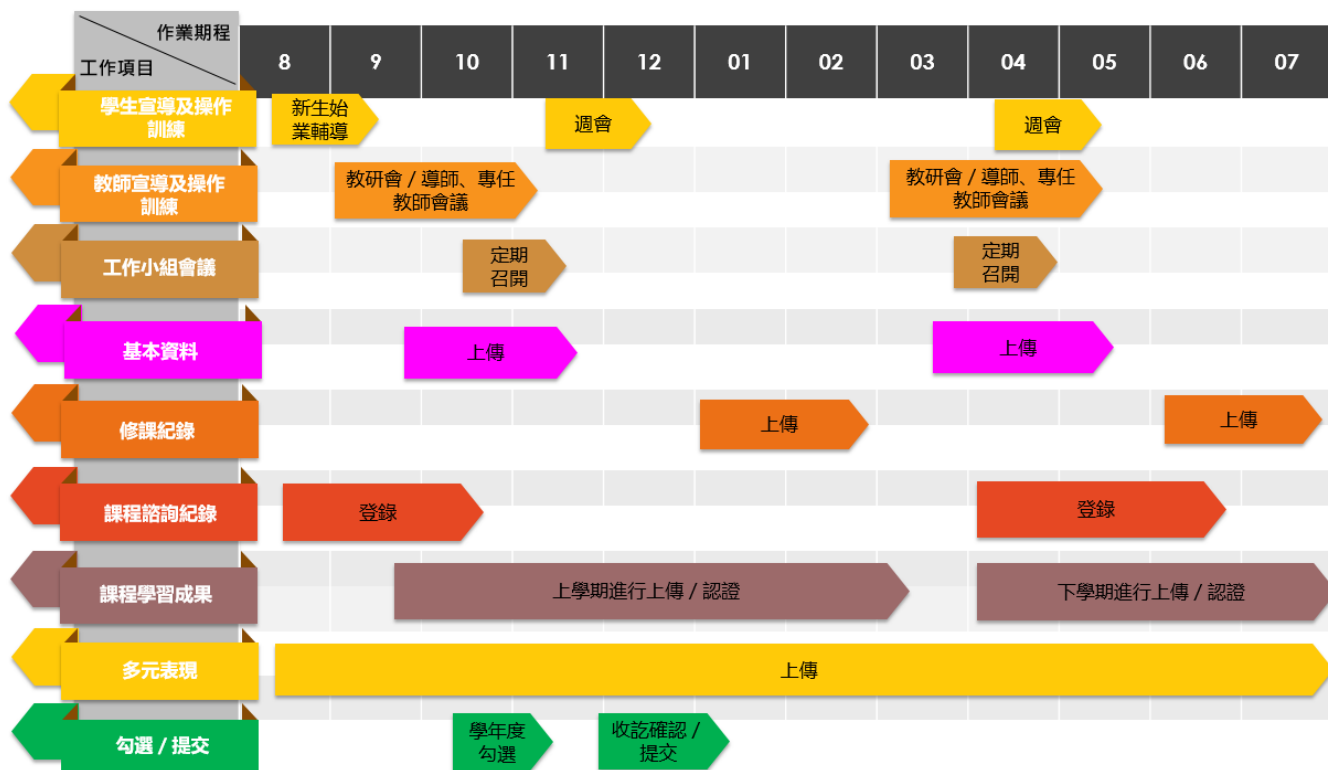 作業期程
工作項目
8 9 10 11 12 01 02 03 04 05 06 07
學生宣導及操作
訓練
新生始
業輔導
週會
週會
教師宣導及操作
訓練
教研會 / 導師、專任
教師會議
教研會 / 導師、專任
教師會議
工作小組會議
定期
召開
定期
召開
基本資料
上傳
上傳
修課紀錄
上傳
上傳
課程諮詢紀錄
登錄
登錄
課程學習成果
上學期進行上傳 / 認證
下學期進行上傳 / 認證
多元表現
上傳
勾選 / 提交
學年度
勾選
收訖確認 /
提交